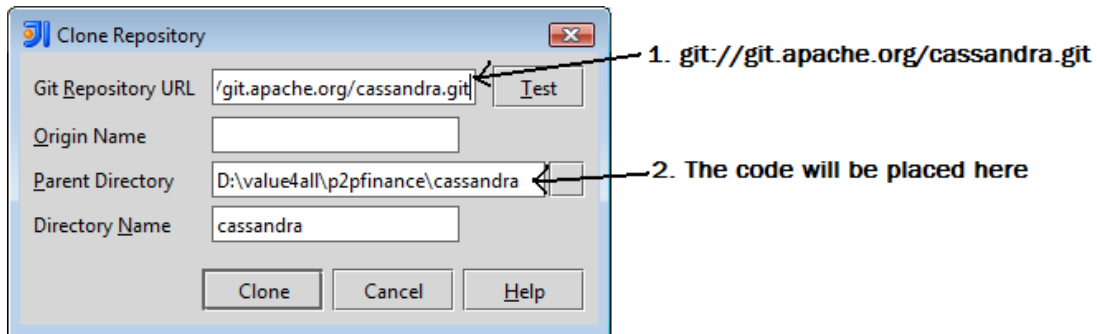 Clone Repository
1. git://git.apache.org/cassandra.git
Git Repository URL /git.apache.org/cassandra.git Test
Origin Name
Parent Directory D:\value4all\p2pfinance\cassandra
2. The code will be placed here
Directory Name cassandra
Clone Cancel Help